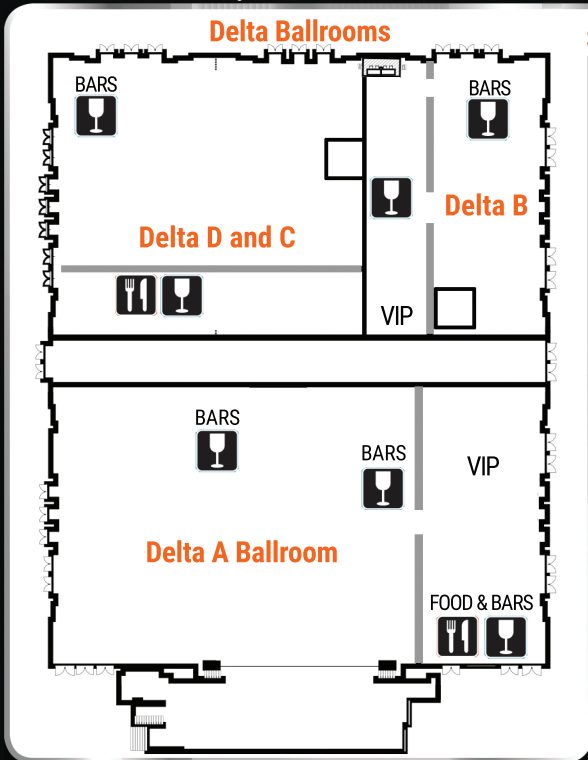 Delta Ballrooms
BARS
BARS
Delta B
Delta D and C
VIP
BARS
BARS
VIP
Delta A Ballroom
FOOD & BARS